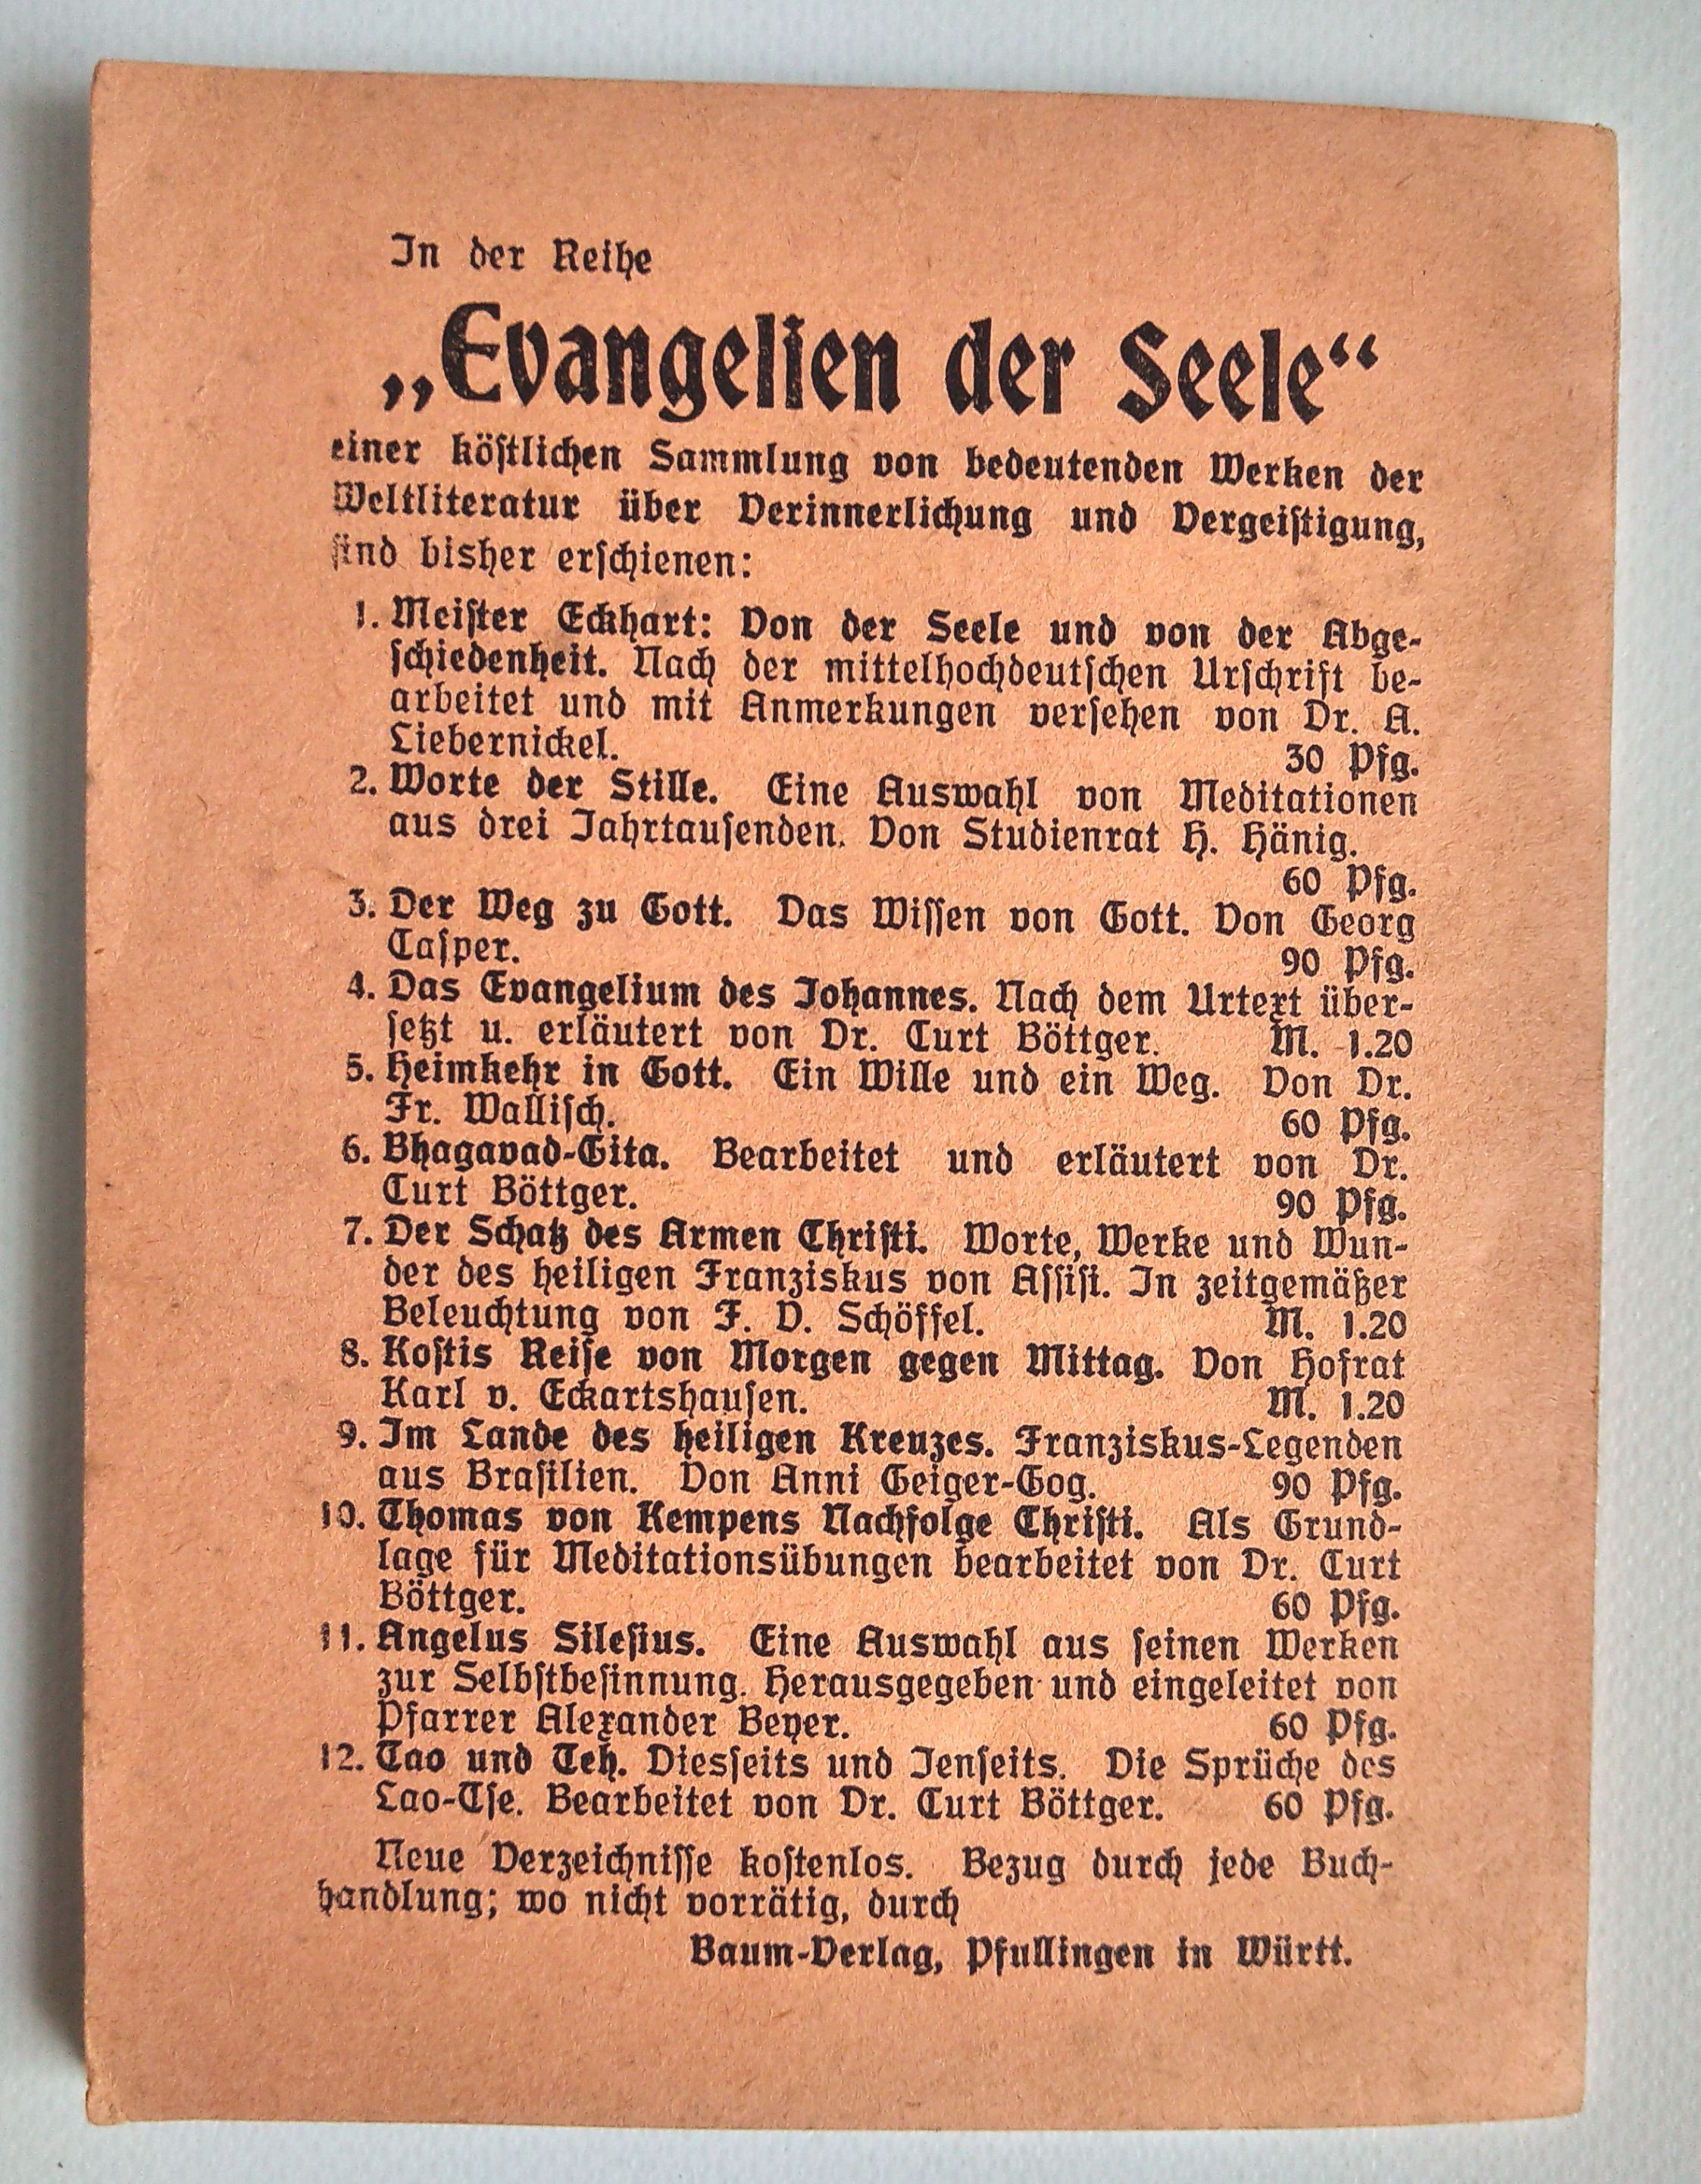 In der Reihe
„Evangelien der Seele“
einer köstlichen Sammlung von bedeutenden Werken der
Weltliteratur über Verinnerlichung und Vergeistigung,
sind bisher erschienen:
1. Meister Eckhart: Von der Seele und von der Abge-
schiedenheit. Nach der mittelhochdeutschen Urschrift be-
arbeitet und mit Anmerkungen versehen von Dr. A.
Liebernickel. 30 Pfg.
2. Worte der Stille. Eine Auswahl von Meditationen
aus drei Jahrtausenden. Von Studienrat H. Hänig.
60 Pfg.
3. Der Weg zu Gott. Das Wissen von Gott. Von Georg
Casper. 90 Pfg.
4. Das Evangelium des Johannes. Nach dem Urtext über-
setzt u. erläutert von Dr. Curt Böttger. M. 1.20
5. Heimkehr in Gott. Ein Wille und ein Weg. Von Dr.
Fr. Wallisch. 60 Pfg.
6. Bhagavad-Gita. Bearbeitet und erläutert von Dr.
Curt Böttger. 90 Pfg.
7. Der Schatz des Armen Christi. Worte, Werke und Wun-
der des heiligen Franziskus von Assisi. In zeitgemäßer
Beleuchtung von F. V. Schöffel. M. 1.20
8. Kostis Reise von Morgen gegen Mittag. Von Hofrat
Karl v. Eckartshausen. M. 1.20
9. Im Lande des heiligen Kreuzes. Franziskus-Legenden
aus Brasilien. Von Anni Geiger-Gog. 90 Pfg.
10. Thomas von Kempens Nachfolge Christi. Als Grund-
lage für Meditationsübungen bearbeitet von Dr. Curt
Böttger. 60 Pfg.
11. Angelus Silesius. Eine Auswahl aus seinen Werken
zur Selbstbesinnung. Herausgegeben und eingeleitet von
Pfarrer Alexander Beyer. 60 Pfg.
12. Tao und Teh. Diesseits und Jenseits. Die Sprüche des
Lao-Tse. Bearbeitet von Dr. Curt Böttger. 60 Pfg.
Neue Verzeichnisse kostenlos. Bezug durch jede Buch-
handlung; wo nicht vorrätig, durch
Baum-Verlag, Pfullingen in Württ.